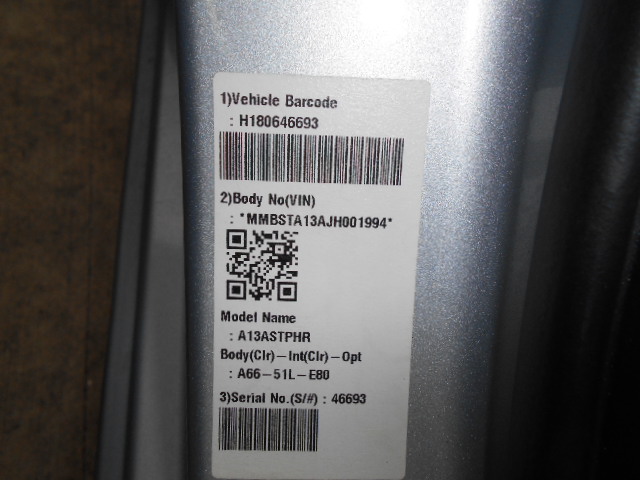 1)Vehicle Barcode
: H180646693
2)Body No(VIN)
: *MMBSTA13AJH001994*
Model Name
: A13ASTPHR
Body(Clr)-Int(Clr)-Opt
: A66-51L-E80
3)Serial No.(S/#) : 46693